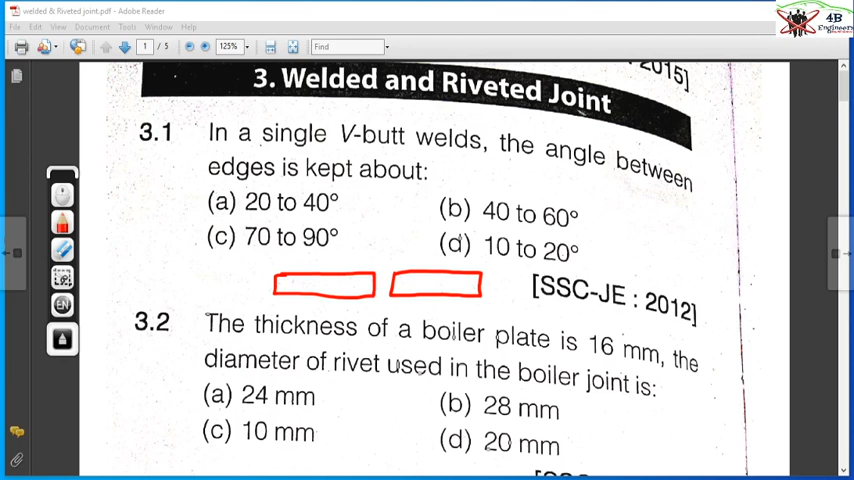 welded & Riveted joint.pdf - Adobe Reader
File Edit View Document Tools Window Help
1 / 5 125% Find
4B
Engineers
2015]
3. Welded and Riveted Joint
3.1 In a single V-butt welds, the angle between
edges is kept about:
(a) 20 to 40° (b) 40 to 60°
(c) 70 to 90° (d) 10 to 20°
[SSC-JE : 2012]
3.2 The thickness of a boiler plate is 16 mm, the
diameter of rivet used in the boiler joint is:
(a) 24 mm (b) 28 mm
(c) 10 mm (d) 20 mm
EN